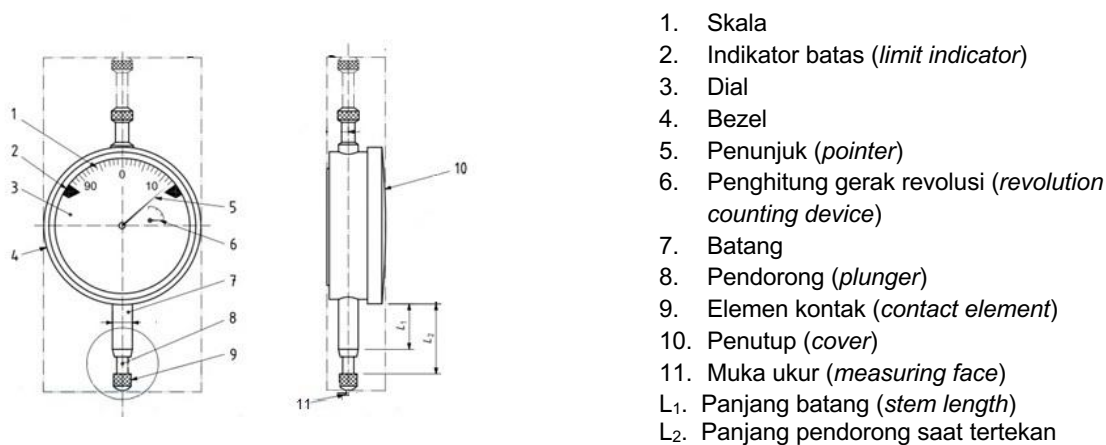 1. Skala
2. Indikator batas (limit indicator)
3. Dial
4. Bezel
5. Penunjuk (pointer)
6. Penghitung gerak revolusi (revolution
counting device)
7. Batang
8. Pendorong (plunger)
9. Elemen kontak (contact element)
10. Penutup (cover)
11. Muka ukur (measuring face)
L₁. Panjang batang (stem length)
L₂. Panjang pendorong saat tertekan
1
2
3
4
90 0 10
5
6
7
8
9
10
L₁
L₂
11